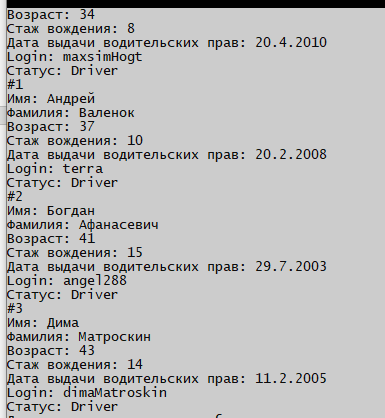 Возраст: 34
Стаж вождения: 8
Дата выдачи водительских прав: 20.4.2010
Login: maxsimHogt
Статус: Driver
#1
Имя: Андрей
Фамилия: Валенок
Возраст: 37
Стаж вождения: 10
Дата выдачи водительских прав: 20.2.2008
Login: terra
Статус: Driver
#2
Имя: Богдан
Фамилия: Афанасевич
Возраст: 41
Стаж вождения: 15
Дата выдачи водительских прав: 29.7.2003
Login: angel288
Статус: Driver
#3
Имя: Дима
Фамилия: Матроскин
Возраст: 43
Стаж вождения: 14
Дата выдачи водительских прав: 11.2.2005
Login: dimaMatroskin
Статус: Driver